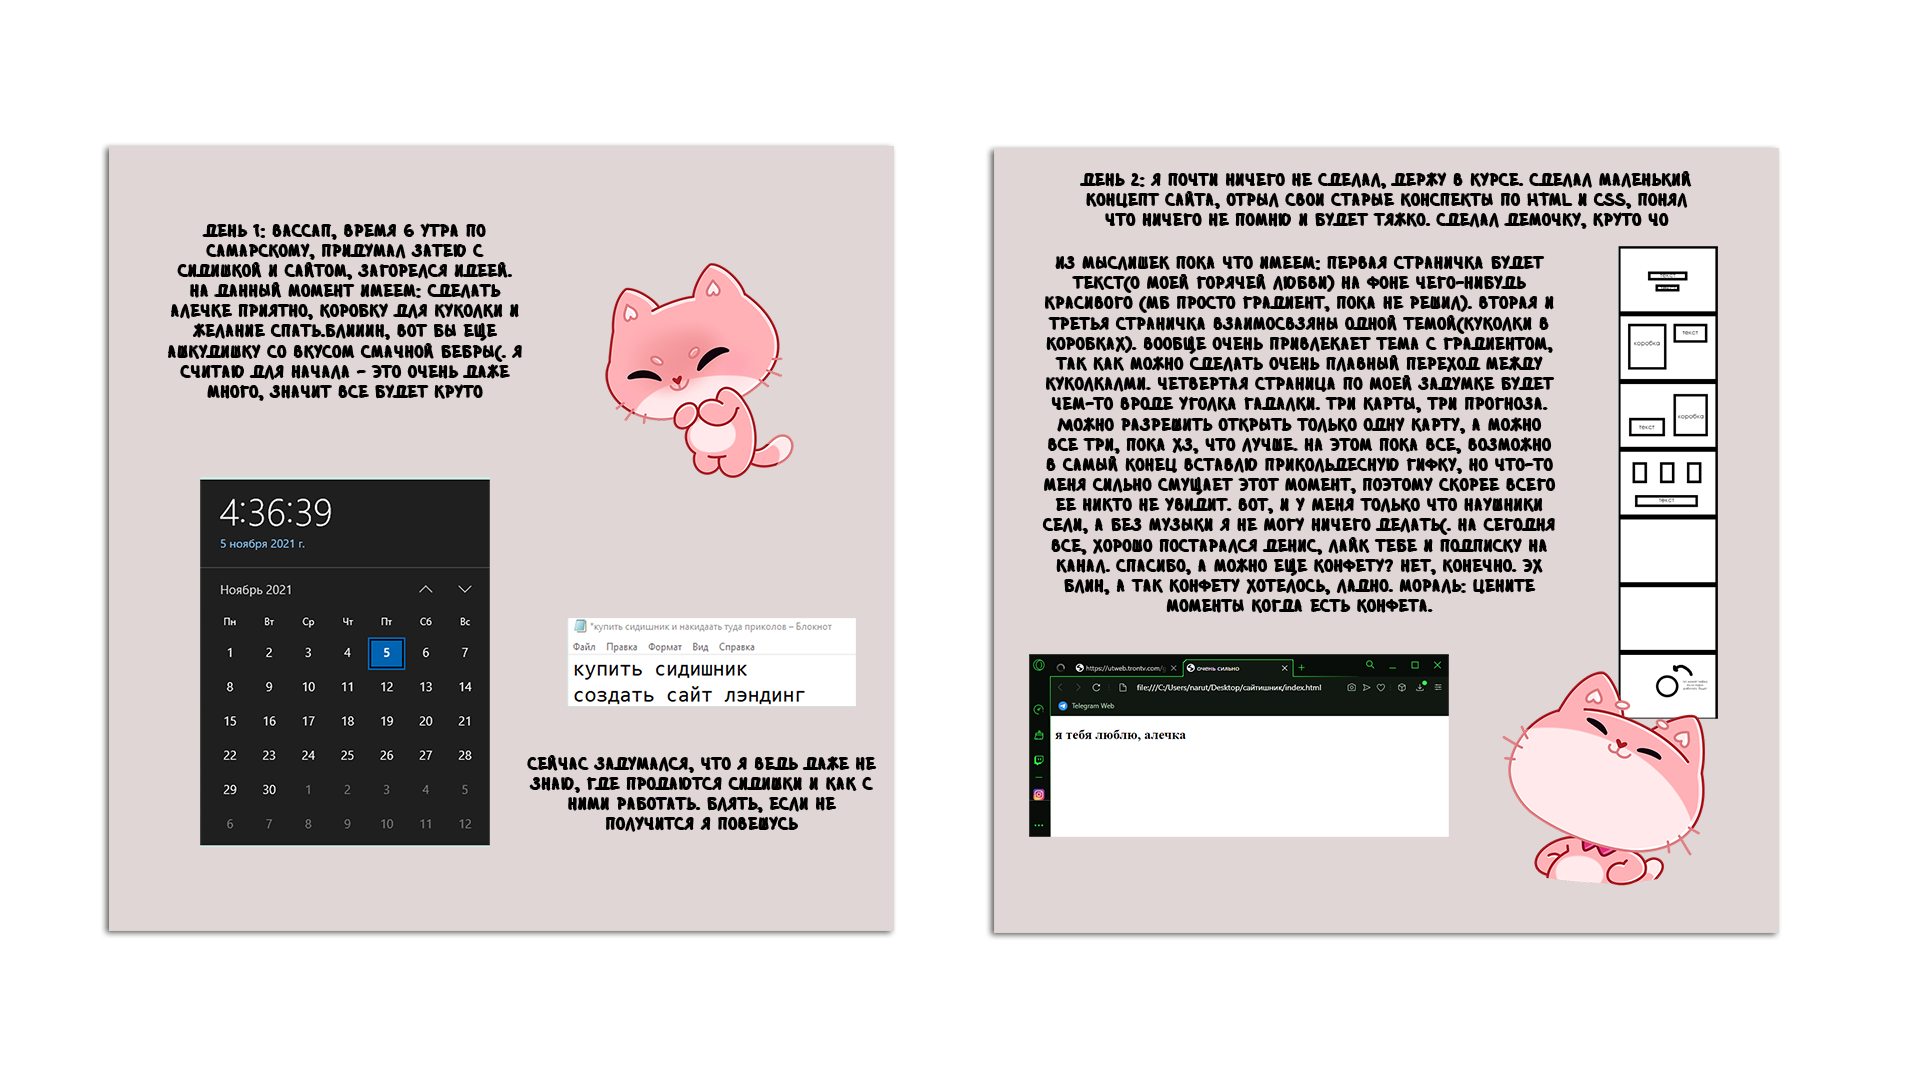 ДЕНЬ 1: ВАССАП, ВРЕМЯ 6 УТРА ПО
САМАРСКОМУ, ПРИДУМАЛ ЗАТЕЮ С
СИДИШКОЙ И САЙТОМ, ЗАГОРЕЛСЯ ИДЕЕЙ.
НА ДАННЫЙ МОМЕНТ ИМЕЕМ: СДЕЛАТЬ
АЛЕЧКЕ ПРИЯТНО, КОРОБКУ ДЛЯ КУКОЛКИ И
ЖЕЛАНИЕ СПАТЬ.БЛИИИН, ВОТ БЫ ЕЩЕ
АШКУДИШКУ СО ВКУСОМ СМАЧНОЙ БЕБРЫ(. Я
СЧИТАЮ ДЛЯ НАЧАЛА - ЭТО ОЧЕНЬ ДАЖЕ
МНОГО, ЗНАЧИТ ВСЕ БУДЕТ КРУТО
4:36:39
5 ноября 2021 г.
Ноябрь 2021
Пн Вт Ср Чт Пт Сб Вс
1 2 3 4 5 6 7
8 9 10 11 12 13 14
15 16 17 18 19 20 21
22 23 24 25 26 27 28
29 30 1 2 3 4 5
6 7 8 9 10 11 12
*купить сидишник и накидаать туда приколов – Блокнот
Файл Правка Формат Вид Справка
купить сидишник
создать сайт лэндинг
СЕЙЧАС ЗАДУМАЛСЯ, ЧТО Я ВЕДЬ ДАЖЕ НЕ
ЗНАЮ, ГДЕ ПРОДАЮТСЯ СИДИШКИ И КАК С
НИМИ РАБОТАТЬ. БЛЯТЬ, ЕСЛИ НЕ
ПОЛУЧИТСЯ Я ПОВЕШУСЬ
ДЕНЬ 2: Я ПОЧТИ НИЧЕГО НЕ СДЕЛАЛ, ДЕРЖУ В КУРСЕ. СДЕЛАЛ МАЛЕНЬКИЙ
КОНЦЕПТ САЙТА, ОТРЫЛ СВОИ СТАРЫЕ КОНСПЕКТЫ ПО HTML И CSS, ПОНЯЛ
ЧТО НИЧЕГО НЕ ПОМНЮ И БУДЕТ ТЯЖКО. СДЕЛАЛ ДЕМОЧКУ, КРУТО ЧО
ИЗ МЫСЛИШЕК ПОКА ЧТО ИМЕЕМ: ПЕРВАЯ СТРАНИЧКА БУДЕТ
ТЕКСТ(О МОЕЙ ГОРЯЧЕЙ ЛЮБВИ) НА ФОНЕ ЧЕГО-НИБУДЬ
КРАСИВОГО (МБ ПРОСТО ГРАДИЕНТ, ПОКА НЕ РЕШИЛ). ВТОРАЯ И
ТРЕТЬЯ СТРАНИЧКА ВЗАИМОСВЗЯНЫ ОДНОЙ ТЕМОЙ(КУКОЛКИ В
КОРОБКАХ). ВООБЩЕ ОЧЕНЬ ПРИВЛЕКАЕТ ТЕМА С ГРАДИЕНТОМ,
ТАК КАК МОЖНО СДЕЛАТЬ ОЧЕНЬ ПЛАВНЫЙ ПЕРЕХОД МЕЖДУ
КУКОЛКАЛМИ. ЧЕТВЕРТАЯ СТРАНИЦА ПО МОЕЙ ЗАДУМКЕ БУДЕТ
ЧЕМ-ТО ВРОДЕ УГОЛКА ГАДАЛКИ. ТРИ КАРТЫ, ТРИ ПРОГНОЗА.
МОЖНО РАЗРЕШИТЬ ОТКРЫТЬ ТОЛЬКО ОДНУ КАРТУ, А МОЖНО
ВСЕ ТРИ, ПОКА ХЗ, ЧТО ЛУЧШЕ. НА ЭТОМ ПОКА ВСЕ, ВОЗМОЖНО
В САМЫЙ КОНЕЦ ВСТАВЛЮ ПРИКОЛЬДЕСНУЮ ГИФКУ, НО ЧТО-ТО
МЕНЯ СИЛЬНО СМУЩАЕТ ЭТОТ МОМЕНТ, ПОЭТОМУ СКОРЕЕ ВСЕГО
ЕЕ НИКТО НЕ УВИДИТ. ВОТ, И У МЕНЯ ТОЛЬКО ЧТО НАУШНИКИ
СЕЛИ, А БЕЗ МУЗЫКИ Я НЕ МОГУ НИЧЕГО ДЕЛАТЬ(. НА СЕГОДНЯ
ВСЕ, ХОРОШО ПОСТАРАЛСЯ ДЕНИС, ЛАЙК ТЕБЕ И ПОДПИСКУ НА
КАНАЛ. СПАСИБО, А МОЖНО ЕЩЕ КОНФЕТУ? НЕТ, КОНЕЧНО. ЭХ
БЛИН, А ТАК КОНФЕТУ ХОТЕЛОСЬ, ЛАДНО. МОРАЛЬ: ЦЕНИТЕ
МОМЕНТЫ КОГДА ЕСТЬ КОНФЕТА.
текст
коробка
текст
коробка
текст
текст
https://utweb.trontv.com/
очень сильно
file:///C:/Users/narut/Desktop/сайтишник/index.html
Telegram Web
я тебя люблю, алечка